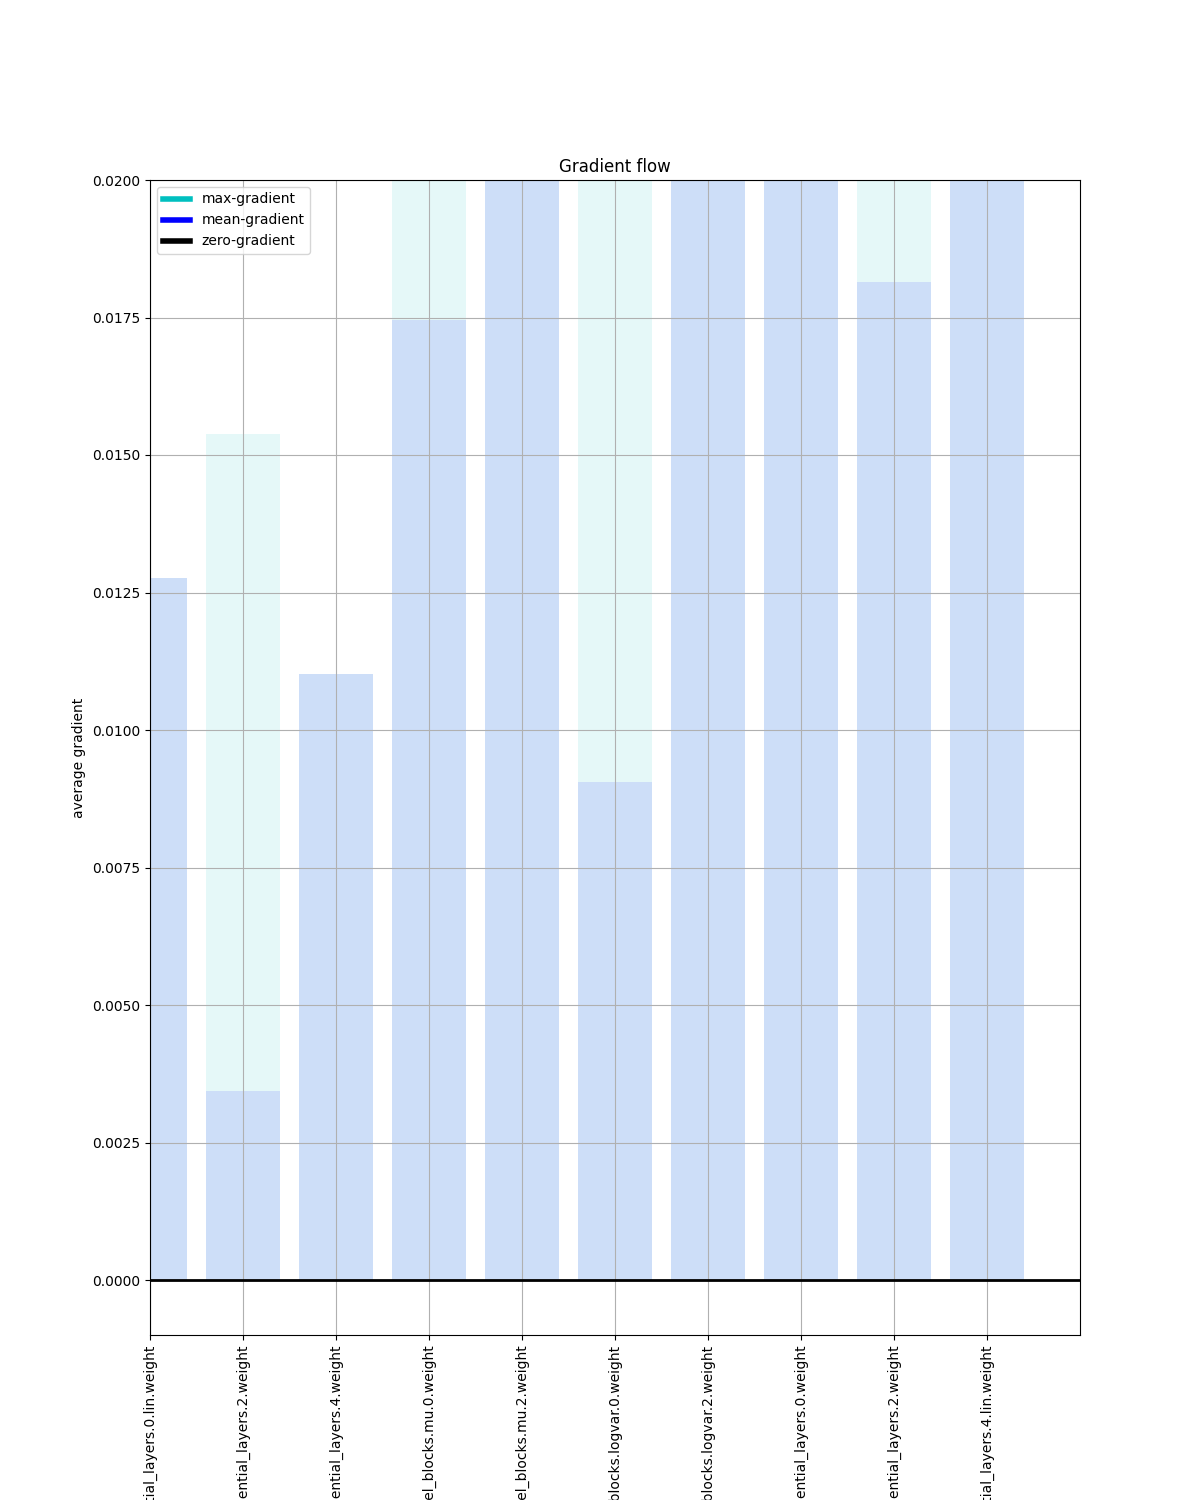 Gradient flow
max-gradient
mean-gradient
zero-gradient
0.0200
0.0175
0.0150
0.0125
0.0100
0.0075
0.0050
0.0025
0.0000
average gradient
tial_layers.0.lin.weight
ential_layers.2.weight
ential_layers.4.weight
el_blocks.mu.0.weight
el_blocks.mu.2.weight
blocks.logvar.0.weight
blocks.logvar.2.weight
ential_layers.0.weight
ential_layers.2.weight
tial_layers.4.lin.weight